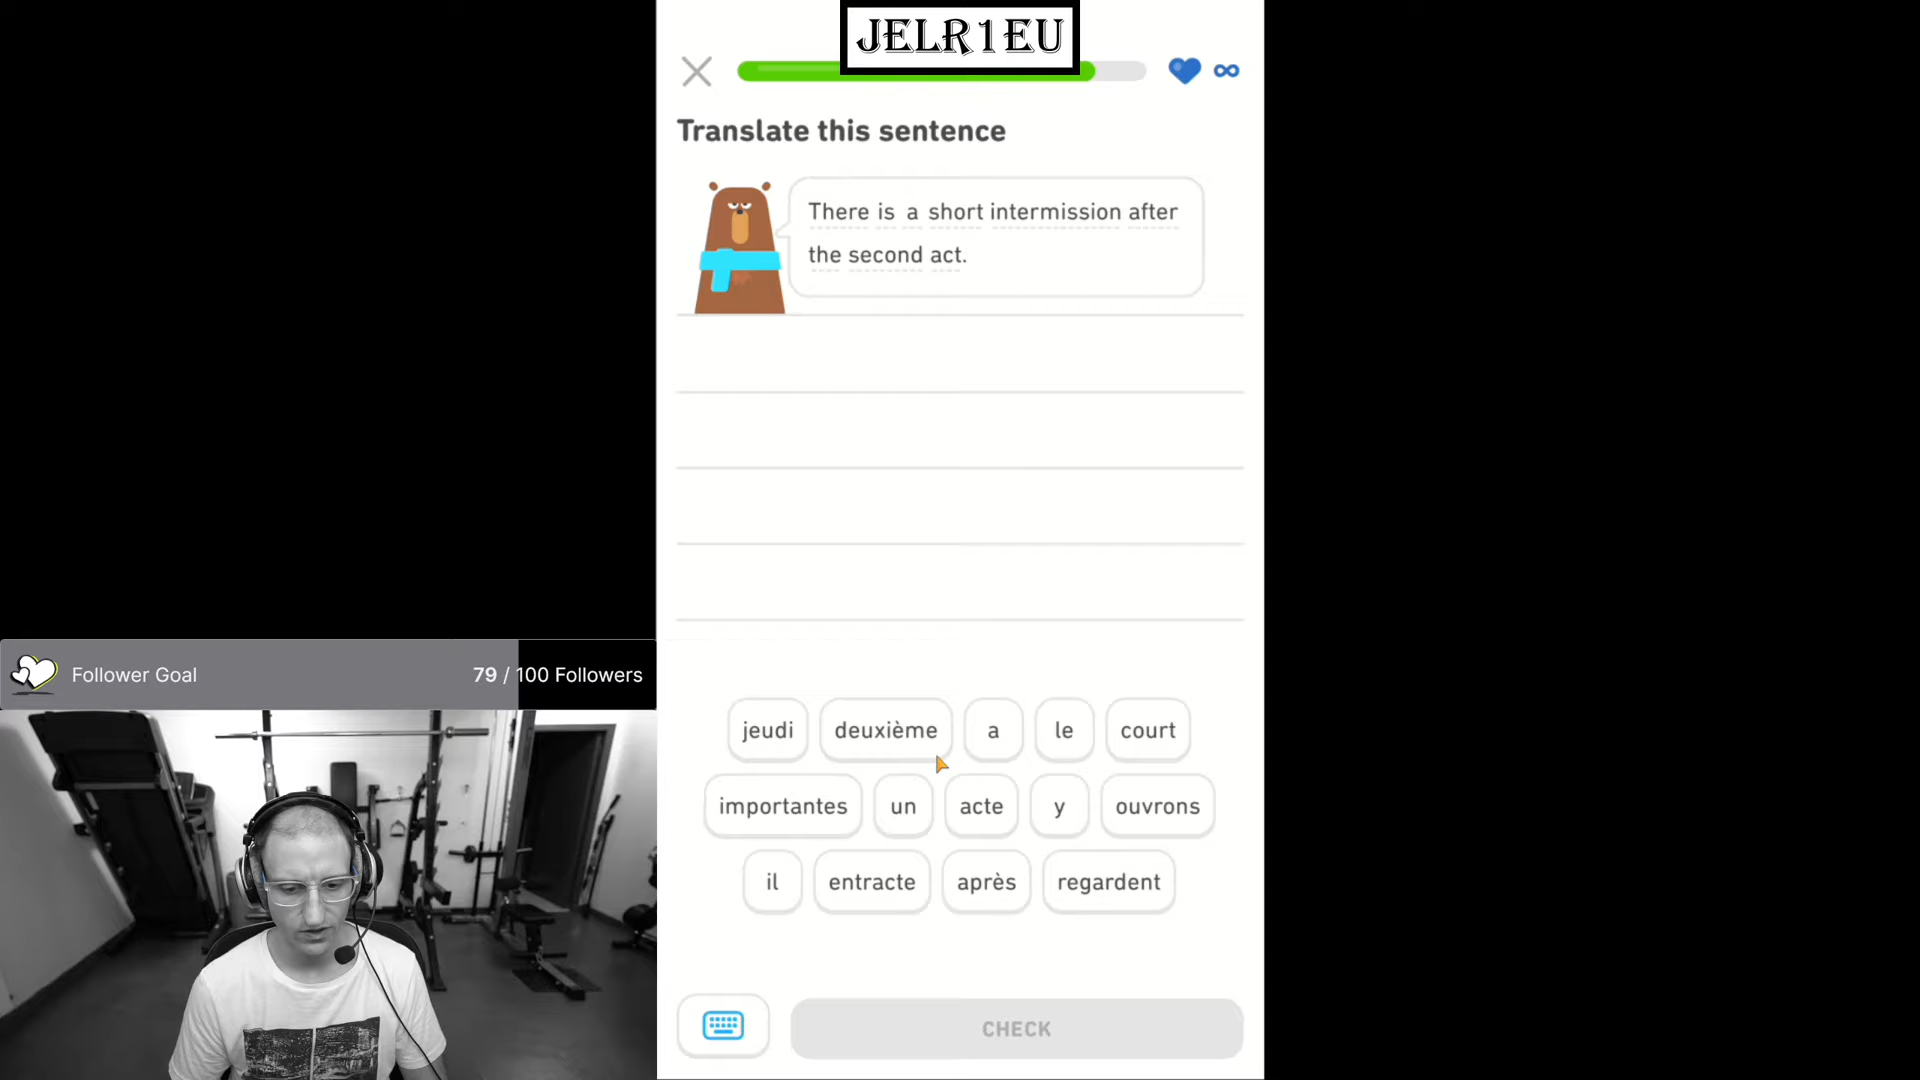 JELR1EU
∞
Translate this sentence
There is a short intermission after
the second act.
Follower Goal 79 / 100 Followers
jeudi deuxième a le court
importantes un acte y ouvrons
il entracte après regardent
CHECK